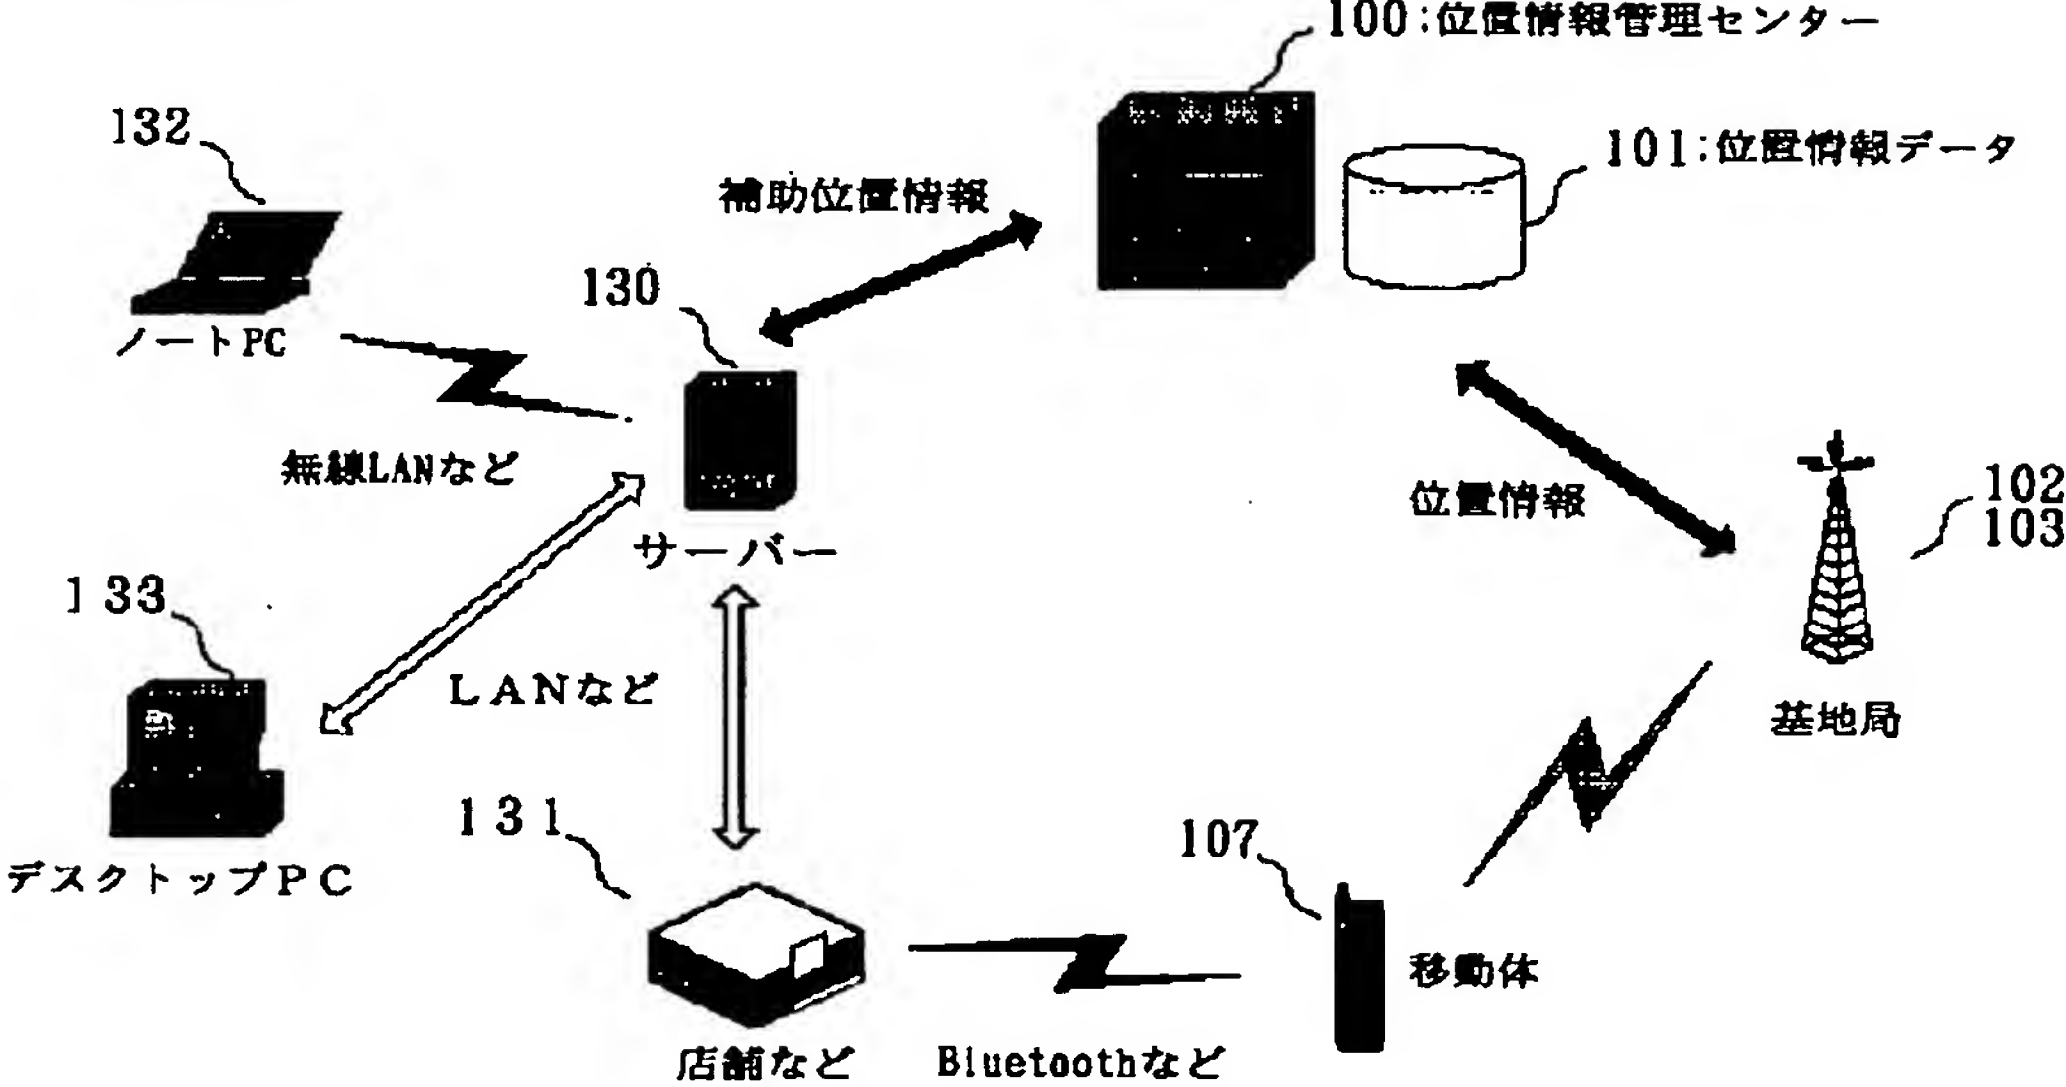 100:位置情報管理センター
132
101:位置情報データ
補助位置情報
130
ノートPC
無線LANなど
位置情報
102
103
サーバー
133
LANなど
基地局
131
107
デスクトップPC
移動体
店舗など
Bluetoothなど